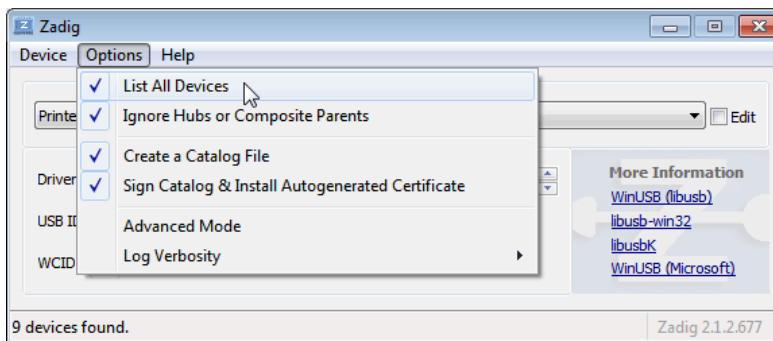 Zadig
Device Options Help
List All Devices
Ignore Hubs or Composite Parents
Create a Catalog File
Sign Catalog & Install Autogenerated Certificate
Advanced Mode
Log Verbosity
Edit
Driver
WCID
More Information
WinUSB (libusb)
libusb-win32
libusbK
WinUSB (Microsoft)
9 devices found.
Zadig 2.1.2.677